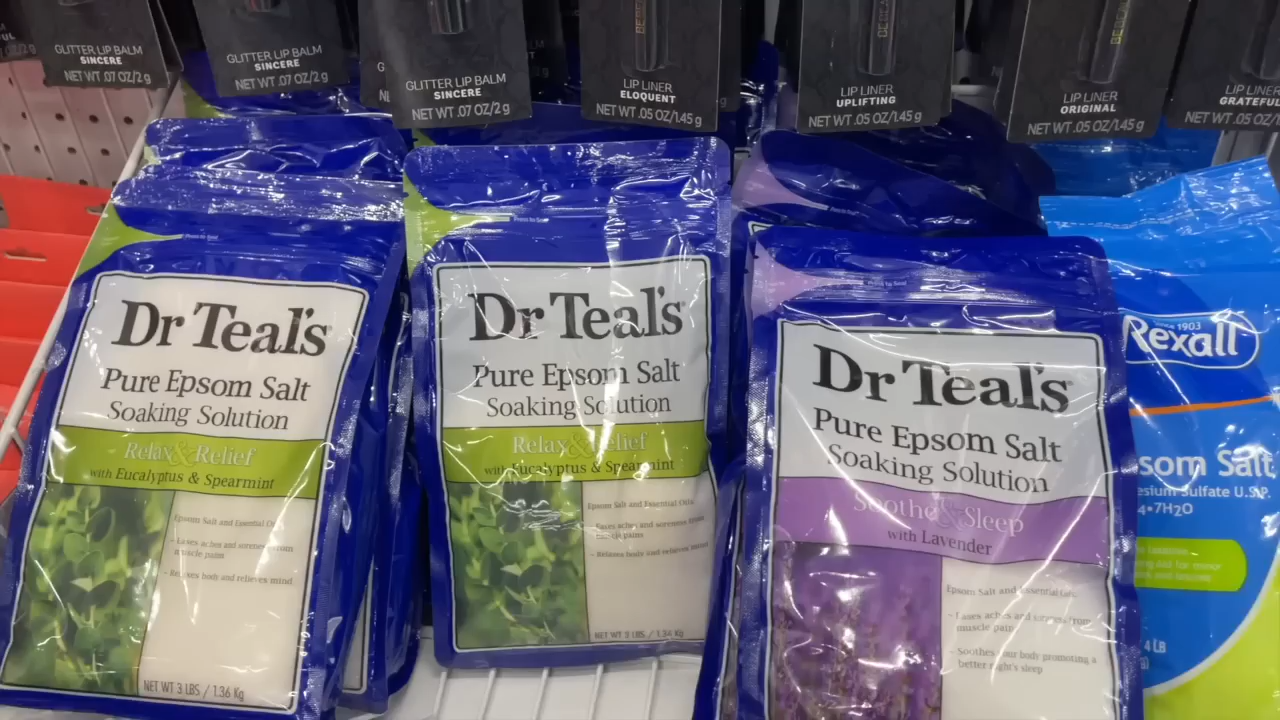 GLITTER LIP BALM
SINCERE
NET WT .07 OZ/2 g
GLITTER LIP BALM
SINCERE
NET WT .07 OZ/2 g
GLITTER LIP BALM
SINCERE
NET WT .07 OZ/2 g
LIP LINER
ELOQUENT
NET WT .05 OZ/1.45 g
LIP LINER
UPLIFTING
NET WT .05 OZ/1.45 g
LIP LINER
ORIGINAL
NET WT .05 OZ/1.45 g
GRATEFUL
NET WT .05 OZ/1.45
Dr Teal's
Pure Epsom Salt
Soaking Solution
Relax & Relief
with Eucalyptus & Spearmint
Epsom Salt and Essential Oils
- Eases aches and soreness from
muscle pains
- Relaxes body and relieves mind
NET WT 3 LBS / 1.36 Kg
Dr Teal's
Pure Epsom Salt
Soaking Solution
Relax & Relief
with Eucalyptus & Spearmint
Epsom Salt and Essential Oils
- Eases aches and soreness from
muscle pains
- Relaxes body and relieves mind
NET WT 3 LBS / 1.36 Kg
Dr Teal's
Pure Epsom Salt
Soaking Solution
Soothe & Sleep
with Lavender
Epsom Salt and Essential Oils
- Eases aches and soreness from
muscle pain
- Soothes your body promoting a
better night's sleep
1903
Rexall
som Salt
esium Sulfate U.S.P.
4•7H2O
4 LB